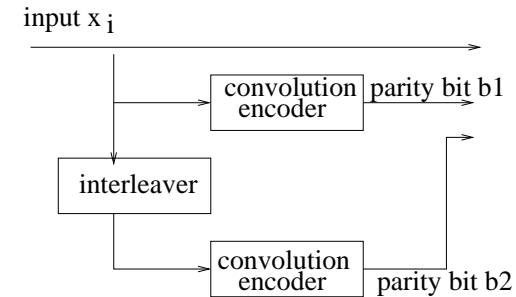 input x i
convolution
encoder
parity bit b1
interleaver
convolution
encoder
parity bit b2